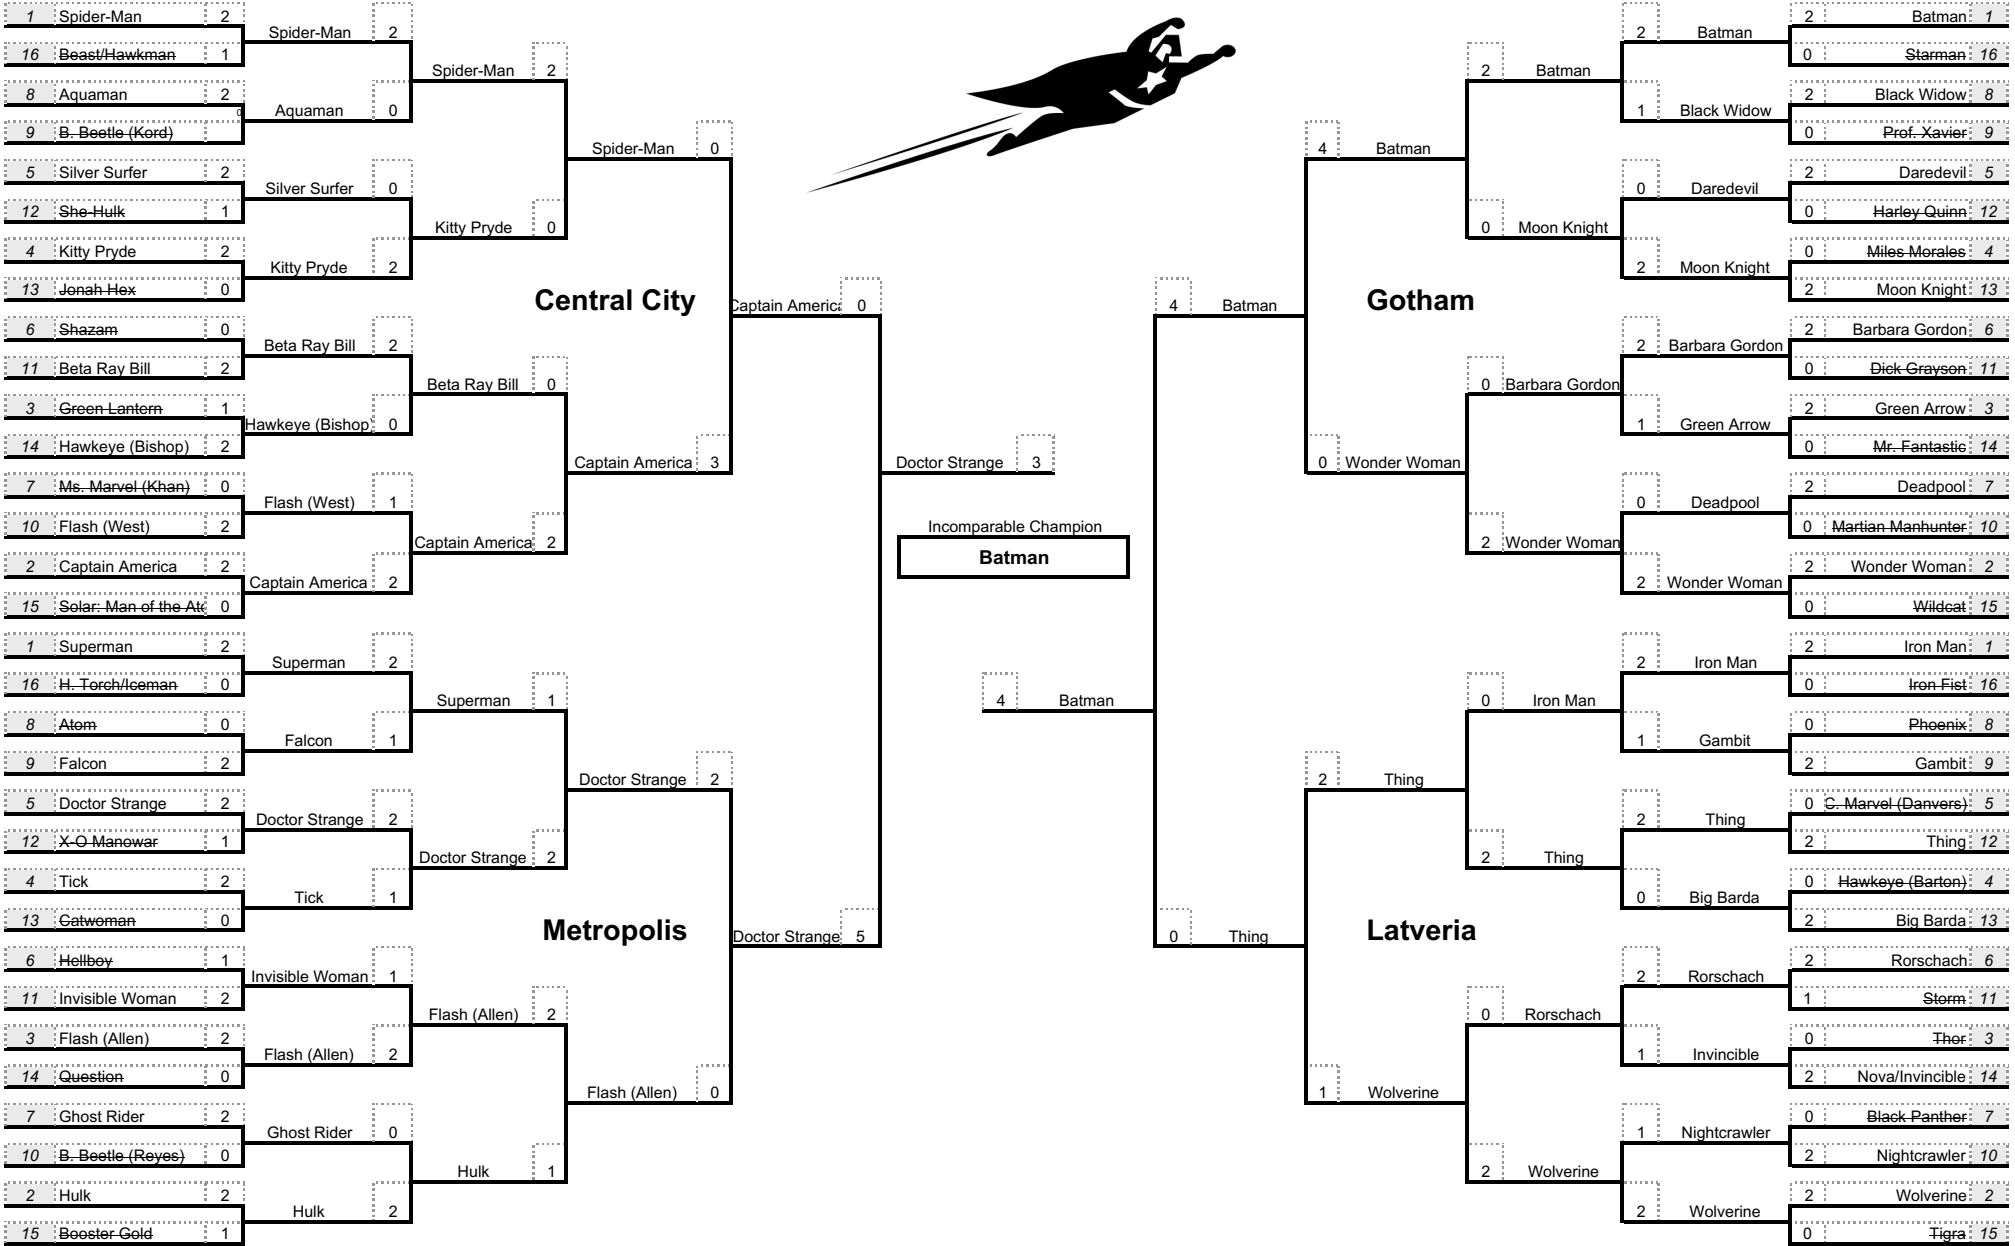 1 Spider-Man 2
16 Beast/Hawkman 1
8 Aquaman 2
0
9 B. Beetle (Kord)
5 Silver Surfer 2
12 She-Hulk 1
4 Kitty Pryde 2
13 Jonah Hex 0
6 Shazam 0
11 Beta Ray Bill 2
3 Green Lantern 1
14 Hawkeye (Bishop) 2
7 Ms. Marvel (Khan) 0
10 Flash (West) 2
2 Captain America 2
15 Solar: Man of the Ato 0
1 Superman 2
16 H. Torch/Iceman 0
8 Atom 0
9 Falcon 2
5 Doctor Strange 2
12 X-O Manowar 1
4 Tick 2
13 Catwoman 0
6 Hellboy 1
11 Invisible Woman 2
3 Flash (Allen) 2
14 Question 0
7 Ghost Rider 2
10 B. Beetle (Reyes) 0
2 Hulk 2
15 Booster Gold 1
Spider-Man 2
Aquaman 0
Silver Surfer 0
Kitty Pryde 2
Beta Ray Bill 2
Hawkeye (Bishop) 0
Flash (West) 1
Captain America 2
Superman 2
Falcon 1
Doctor Strange 2
Tick 1
Invisible Woman 1
Flash (Allen) 2
Ghost Rider 0
Hulk 2
Spider-Man 2
Kitty Pryde 0
Beta Ray Bill 0
Captain America 2
Superman 1
Doctor Strange 2
Flash (Allen) 2
Hulk 1
Spider-Man 0
Central City
Captain America 3
Doctor Strange 2
Metropolis
Flash (Allen) 0
Captain America 0
Doctor Strange 5
Doctor Strange 3
Incomparable Champion
Batman
4 Batman
4 Batman
0 Thing
4 Batman
Gotham
0 Wonder Woman
2 Thing
Latveria
1 Wolverine
2 Batman
0 Moon Knight
0 Barbara Gordon
2 Wonder Woman
0 Iron Man
2 Thing
0 Rorschach
2 Wolverine
2 Batman
1 Black Widow
0 Daredevil
2 Moon Knight
2 Barbara Gordon
1 Green Arrow
0 Deadpool
2 Wonder Woman
2 Iron Man
1 Gambit
2 Thing
0 Big Barda
2 Rorschach
1 Invincible
1 Nightcrawler
2 Wolverine
2 Batman 1
0 Starman 16
2 Black Widow 8
0 Prof. Xavier 9
2 Daredevil 5
0 Harley Quinn 12
0 Miles Morales 4
2 Moon Knight 13
2 Barbara Gordon 6
0 Dick Grayson 11
2 Green Arrow 3
0 Mr. Fantastic 14
2 Deadpool 7
0 Martian Manhunter 10
2 Wonder Woman 2
0 Wildcat 15
2 Iron Man 1
0 Iron Fist 16
0 Phoenix 8
2 Gambit 9
0 C. Marvel (Danvers) 5
2 Thing 12
0 Hawkeye (Barton) 4
2 Big Barda 13
2 Rorschach 6
1 Storm 11
0 Thor 3
2 Nova/Invincible 14
0 Black Panther 7
2 Nightcrawler 10
2 Wolverine 2
0 Tigra 15